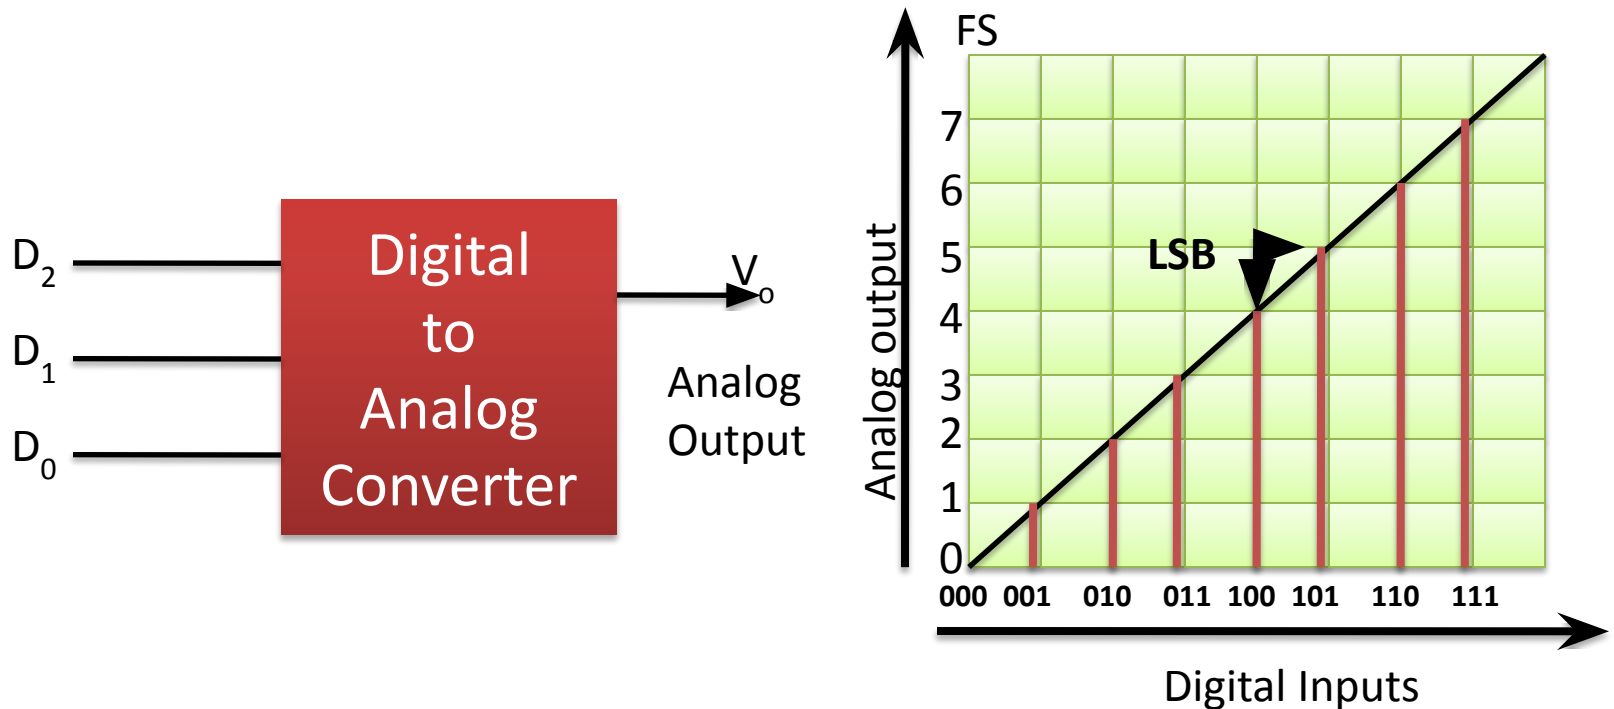 D2
D1
D0
Digital
to
Analog
Converter
Vo
Analog
Output
Analog output
FS
7
6
5
4
3
2
1
0
LSB
000 001 010 011 100 101 110 111
Digital Inputs